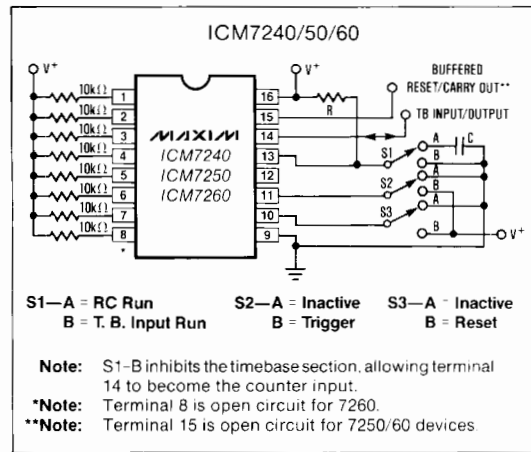 ICM7240/50/60
V+
10kΩ 1
10kΩ 2
10kΩ 3
10kΩ 4
10kΩ 5
10kΩ 6
10kΩ 7
10kΩ 8
*
MAXIM
ICM7240
ICM7250
ICM7260
16
15
14
13
12
11
10
9
V+
R
BUFFERED
RESET/CARRY OUT**
TB INPUT/OUTPUT
S1 A C
B
S2 A
B
S3 A
B V+
S1—A = RC Run S2—A = Inactive S3—A = Inactive
B = T. B. Input Run B = Trigger B = Reset
Note: S1-B inhibits the timebase section, allowing terminal
14 to become the counter input.
*Note: Terminal 8 is open circuit for 7260.
**Note: Terminal 15 is open circuit for 7250/60 devices.